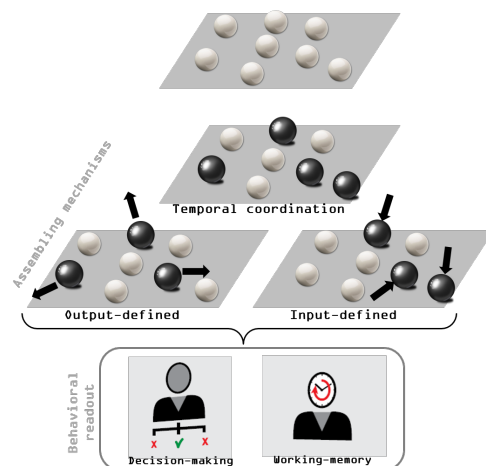 Assembling mechanisms
Temporal coordination
Output-defined
Input-defined
Behavioral
readout
Decision-making
Working-memory